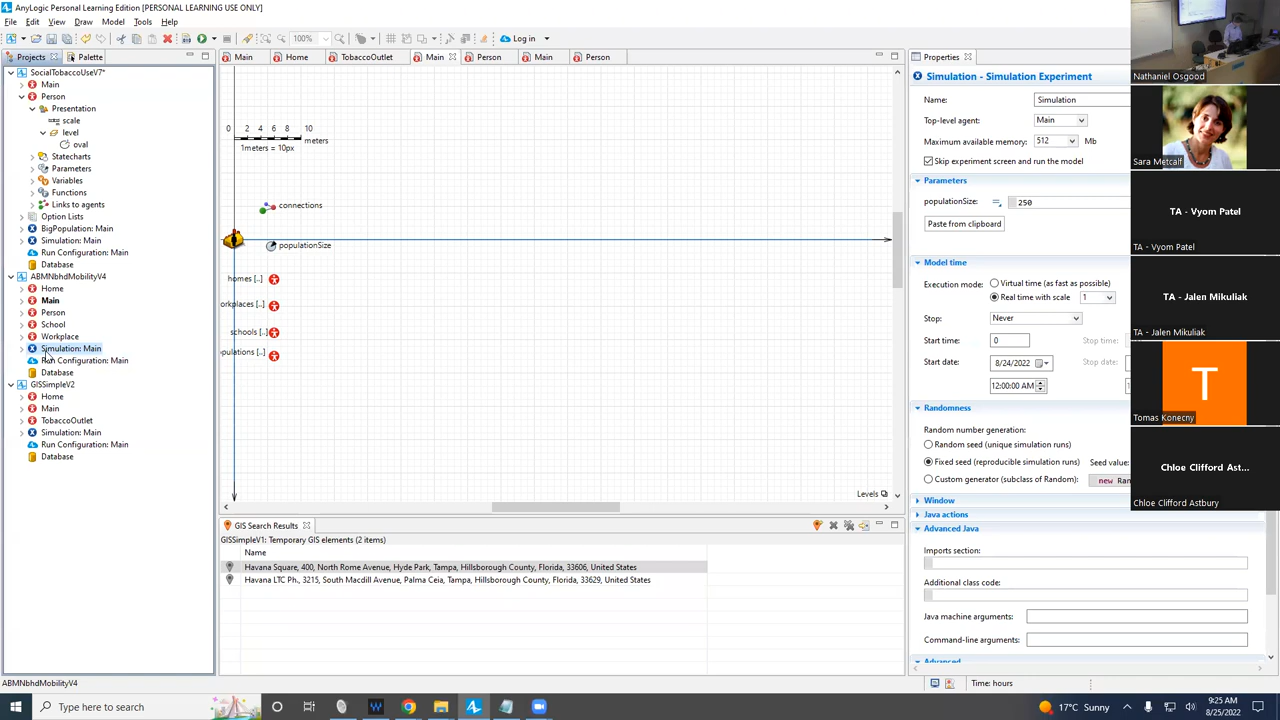 AnyLogic Personal Learning Edition [PERSONAL LEARNING USE ONLY]
File Edit View Draw Model Tools Help
100% Log in
Projects Palette
SocialTobaccoUseV7*
Main
Person
Presentation
scale
level
oval
Statecharts
Parameters
Variables
Functions
Links to agents
Option Lists
BigPopulation: Main
Simulation: Main
Run Configuration: Main
Database
ABMNbhdMobilityV4
Home
Main
Person
School
Workplace
Simulation: Main
Run Configuration: Main
Database
GISSimpleV2
Home
Main
TobaccoOutlet
Simulation: Main
Run Configuration: Main
Database
Main Home TobaccoOutlet Main Person Main Person
0 2 4 6 8 10
meters
1meters = 10px
connections
populationSize
homes [..]
orkplaces [..]
schools [..]
pulations [..]
Levels
GIS Search Results
GISSimpleV1: Temporary GIS elements (2 items)
Name
Havana Square, 400, North Rome Avenue, Hyde Park, Tampa, Hillsborough County, Florida, 33606, United States
Havana LTC Ph., 3215, South Macdill Avenue, Palma Ceia, Tampa, Hillsborough County, Florida, 33629, United States
Properties
Simulation - Simulation Experiment
Name: Simulation
Top-level agent: Main
Maximum available memory: 512 Mb
Skip experiment screen and run the model
Parameters
populationSize: 250
Paste from clipboard
Model time
Execution mode: Virtual time (as fast as possible)
Real time with scale 1
Stop: Never
Start time: 0 Stop time:
Start date: 8/24/2022 Stop date:
12:00:00 AM
Randomness
Random number generation:
Random seed (unique simulation runs)
Fixed seed (reproducible simulation runs) Seed value:
Custom generator (subclass of Random): new Ran
Window
Java actions
Advanced Java
Imports section:
Additional class code:
Java machine arguments:
Command-line arguments:
Advanced
Nathaniel Osgood
Sara Metcalf
TA - Vyom Patel
TA - Vyom Patel
TA - Jalen Mikuliak
TA - Jalen Mikuliak
T
Tomas Konecny
Chloe Clifford Ast...
Chloe Clifford Astbury
ABMNbhdMobilityV4
Time: hours
Type here to search
17°C Sunny
9:25 AM
8/25/2022